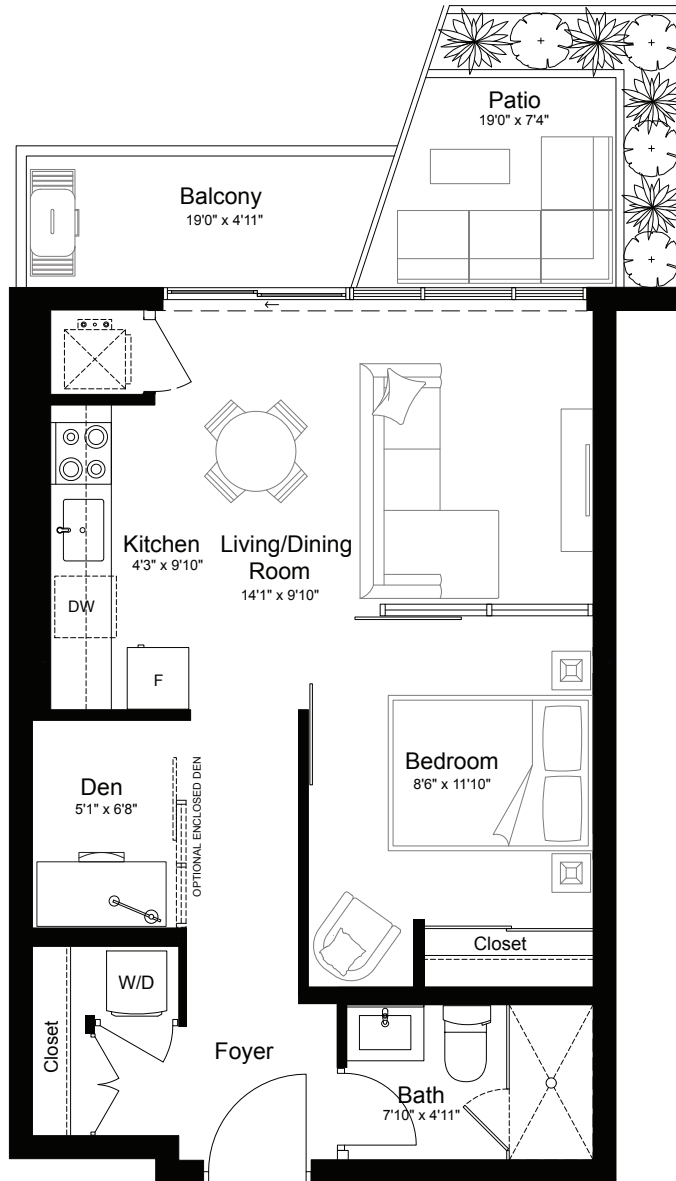 Patio
19'0" x 7'4"
Balcony
19'0" x 4'11"
Kitchen
4'3" x 9'10"
Living/Dining
Room
14'1" x 9'10"
DW
F
Bedroom
8'6" x 11'10"
Den
5'1" x 6'8"
OPTIONAL ENCLOSED DEN
Closet
W/D
Closet
Foyer
Bath
7'10" x 4'11"